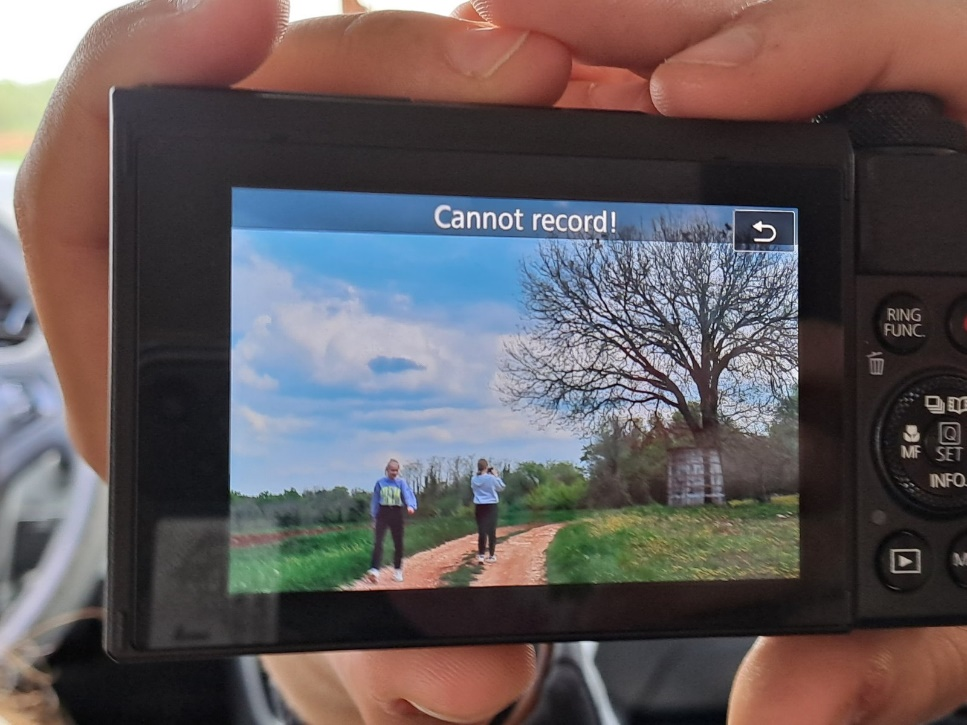 Cannot record!
RING
FUNC.
MF
Q
SET
INFO.
M